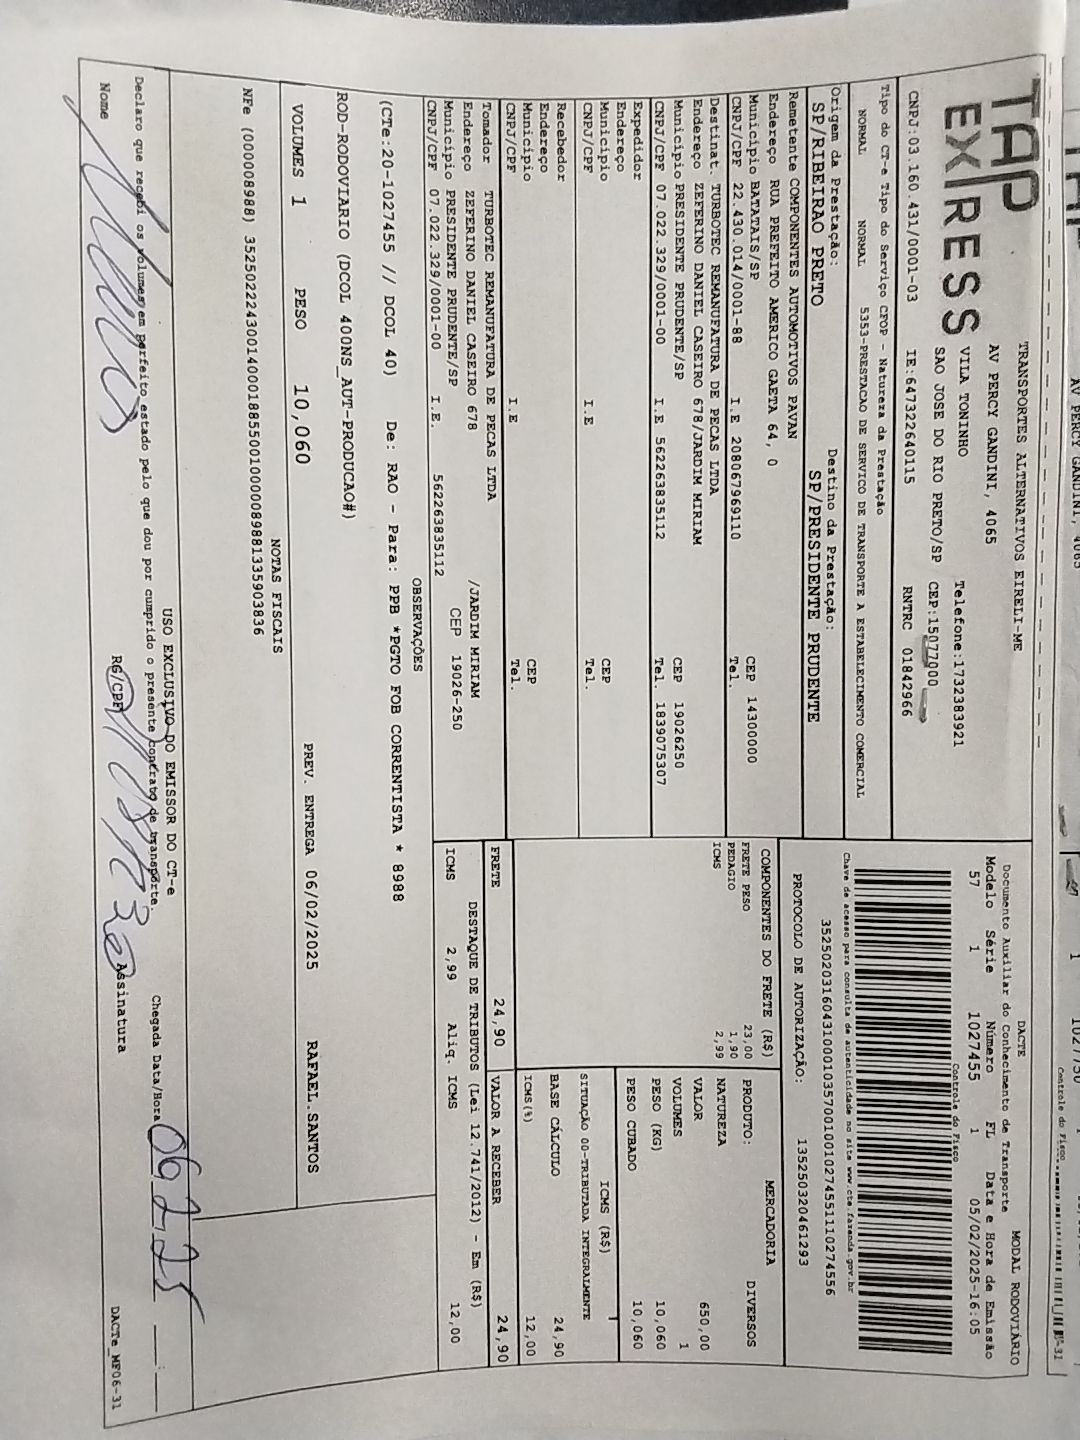 TAP EXPRESS
TRANSPORTES ALTERNATIVOS EIRELI-ME
AV PERCY GANDINI, 4065
VILA TONINHO Telefone:1732383921
SAO JOSE DO RIO PRETO/SP CEP:15077000
CNPJ:03.160.431/0001-03 IE:647322640115 RNTRC 01842966
DACTE MODAL RODOVIÁRIO
Documento Auxiliar do Conhecimento de Transporte
Modelo Série Número FL Data e Hora de Emissão
57 1 1027455 1 05/02/2025-16:05
Controle do Fisco
Tipo do CT-e Tipo do Serviço CFOP - Natureza da Prestação
NORMAL NORMAL 5353-PRESTACAO DE SERVICO DE TRANSPORTE A ESTABELECIMENTO COMERCIAL
Chave de acesso para consulta de autenticidade no site www.cte.fazenda.gov.br
Origem da Prestação: Destino da Prestação:
SP/RIBEIRAO PRETO SP/PRESIDENTE PRUDENTE
PROTOCOLO DE AUTORIZAÇÃO: 135250320461293
Remetente COMPONENTES AUTOMOTIVOS PAVAN
Endereço RUA PREFEITO AMERICO GAETA 64, 0
Município BATATAIS/SP CEP 14300000
CNPJ/CPF 22.430.014/0001-88 I.E 208067969110 Tel.
Destinat. TURBOTEC REMANUFATURA DE PECAS LTDA
Endereço ZEFERINO DANIEL CASEIRO 678/JARDIM MIRIAM
Município PRESIDENTE PRUDENTE/SP CEP 19026250
CNPJ/CPF 07.022.329/0001-00 I.E 562263835112 Tel. 1839075307
Expedidor
Endereço
Município CEP
CNPJ/CPF I.E Tel.
Recebedor
Endereço
Município CEP
CNPJ/CPF I.E Tel.
Tomador TURBOTEC REMANUFATURA DE PECAS LTDA
Endereço ZEFERINO DANIEL CASEIRO 678 /JARDIM MIRIAM
Município PRESIDENTE PRUDENTE/SP CEP 19026-250
CNPJ/CPF 07.022.329/0001-00 I.E. 562263835112
COMPONENTES DO FRETE (R$)
FRETE PESO 23,00
PEDAGIO 1,90
ICMS 2,99
MERCADORIA
PRODUTO: DIVERSOS
NATUREZA
VALOR 650,00
VOLUMES 1
PESO (KG) 10,060
PESO CUBADO 10,060
ICMS (R$)
SITUAÇÃO 00-TRIBUTADA INTEGRALMENTE
BASE CÁLCULO 24,90
ICMS(%) 12,00
FRETE 24,90 VALOR A RECEBER 24,90
DESTAQUE DE TRIBUTOS (Lei 12.741/2012) - Em (R$)
ICMS 2,99 Aliq. ICMS 12,00
OBSERVAÇÕES
(CTe:20-1027455 // DCOL 40) De: RAO - Para: PPB *PGTO FOB CORRENTISTA * 8988
ROD-RODOVIARIO (DCOL 400NS_AUT-PRODUCAO#)
VOLUMES 1 PESO 10,060 PREV. ENTREGA 06/02/2025 RAFAEL.SANTOS
NOTAS FISCAIS
USO EXCLUSIVO DO EMISSOR DO CT-e
Declaro que recebi os volumes em perfeito estado pelo que dou por cumprido o presente contrato de transporte.
Chegada Data/Hora 06 2 25
Nome RG/CPF Assinatura
DACTe_MF06-31